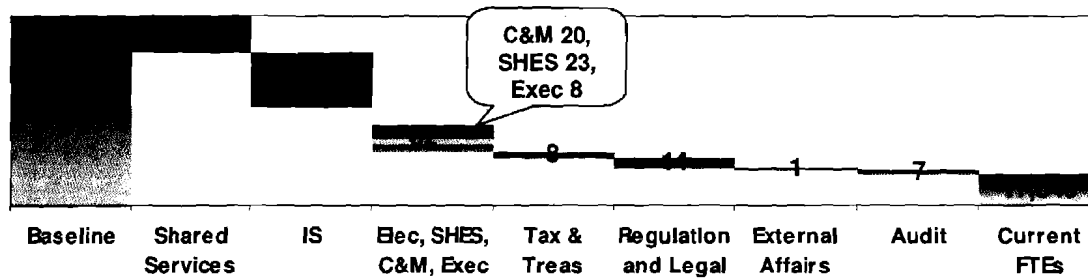 C&M 20,
SHES 23,
Exec 8
8
11
1
7
Baseline
Shared
Services
IS
Elec, SHES,
C&M, Exec
Tax &
Treas
Regulation
and Legal
External
Affairs
Audit
Current
FTEs